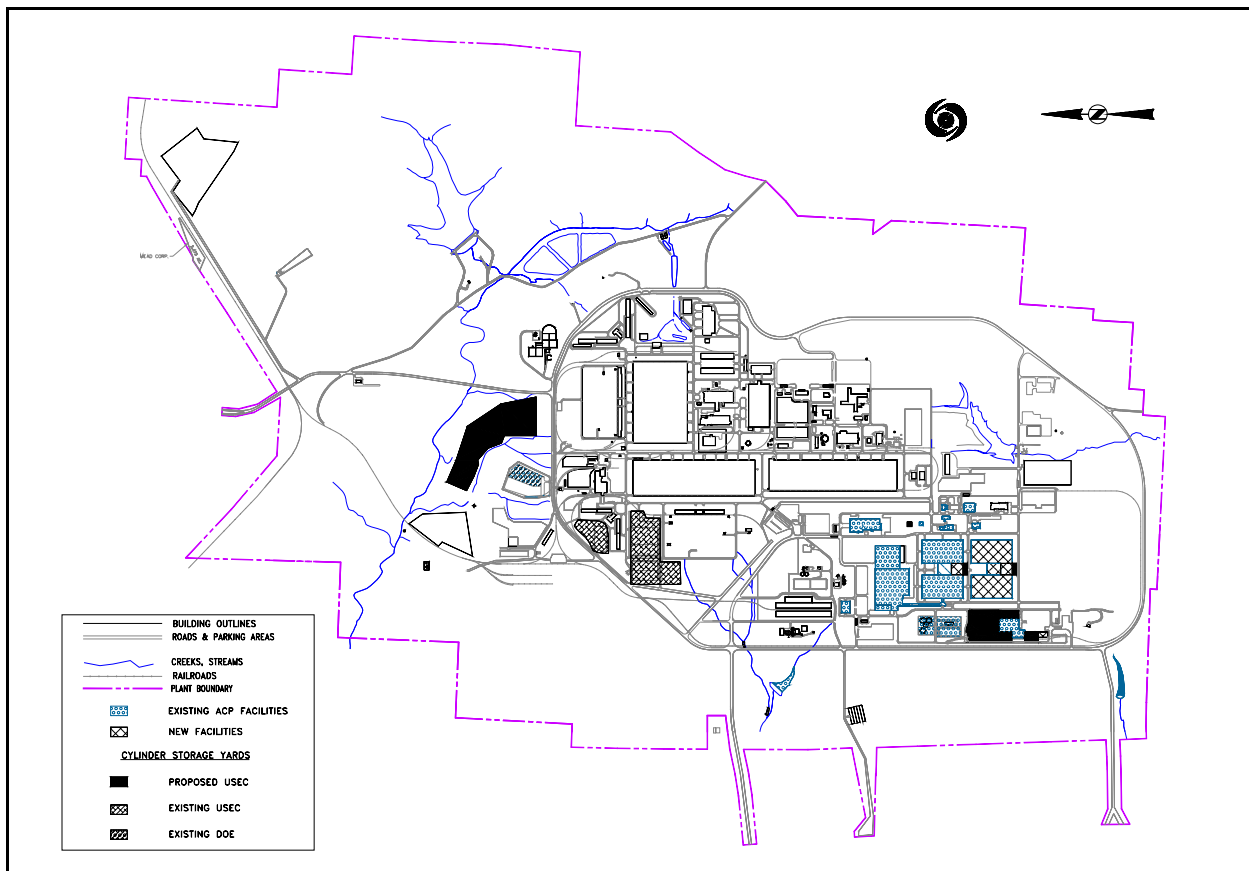 MEAD CORP.
BUILDING OUTLINES
ROADS & PARKING AREAS
CREEKS, STREAMS
RAILROADS
PLANT BOUNDARY
EXISTING ACP FACILITIES
NEW FACILITIES
CYLINDER STORAGE YARDS
PROPOSED USEC
EXISTING USEC
EXISTING DOE